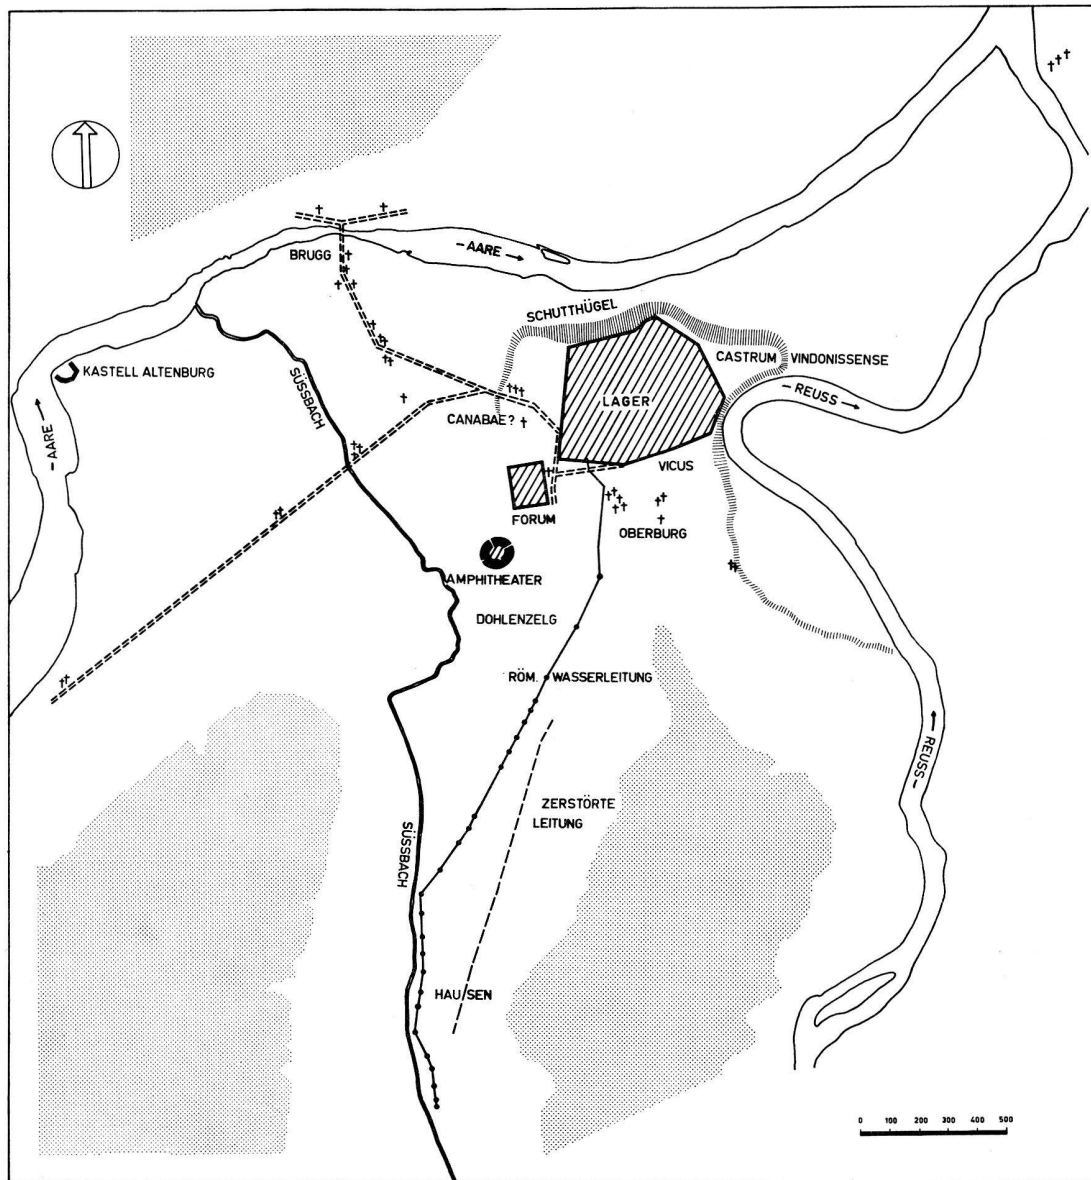 - AARE →
BRUGG
SCHUTTHÜGEL
CASTRUM VINDONISSENSE
KASTELL ALTENBURG
SÜSSBACH
LAGER
- REUSS →
- AARE →
CANABAE?
VICUS
FORUM
OBERBURG
AMPHITHEATER
DOHLENZELG
RÖM. WASSERLEITUNG
REUSS- →
ZERSTÖRTE
LEITUNG
SÜSSBACH
HAUSEN
0 100 200 300 400 500